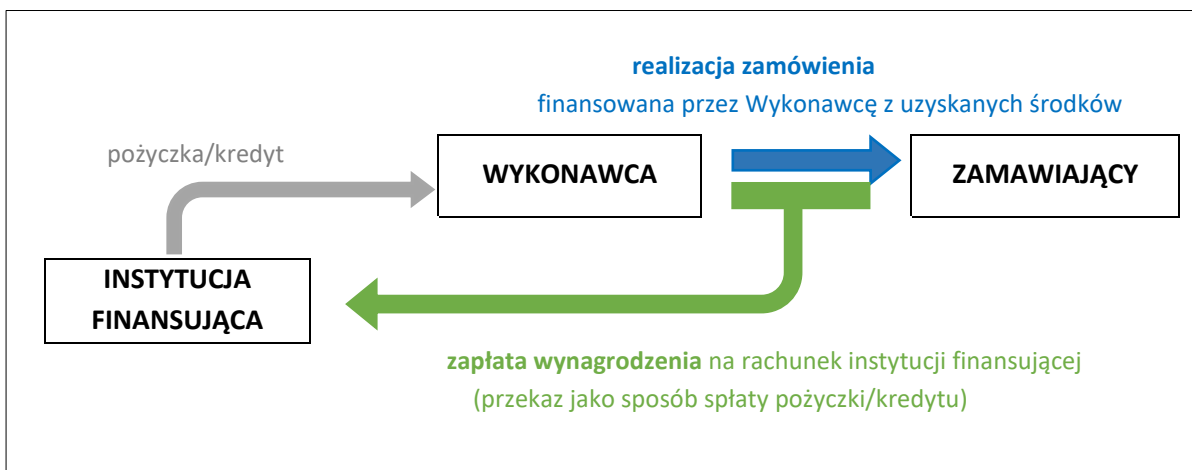 realizacja zamówienia
finansowana przez Wykonawcę z uzyskanych środków
pożyczka/kredyt
WYKONAWCA
ZAMAWIAJĄCY
INSTYTUCJA
FINANSUJĄCA
zapłata wynagrodzenia na rachunek instytucji finansującej
(przekaz jako sposób spłaty pożyczki/kredytu)